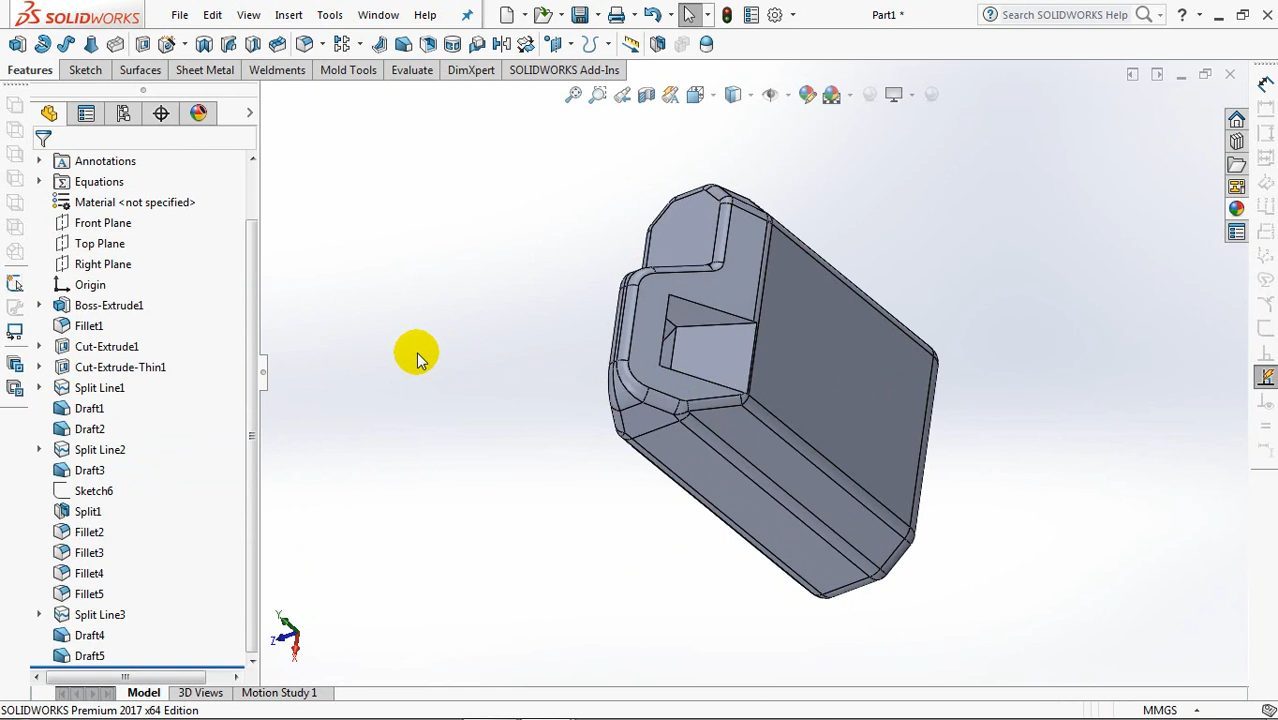 SOLIDWORKS File Edit View Insert Tools Window Help Part1 * Search SOLIDWORKS Help ?
Features Sketch Surfaces Sheet Metal Weldments Mold Tools Evaluate DimXpert SOLIDWORKS Add-Ins
Annotations
Equations
Material <not specified>
Front Plane
Top Plane
Right Plane
Origin
Boss-Extrude1
Fillet1
Cut-Extrude1
Cut-Extrude-Thin1
Split Line1
Draft1
Draft2
Split Line2
Draft3
Sketch6
Split1
Fillet2
Fillet3
Fillet4
Fillet5
Split Line3
Draft4
Draft5
Y
Z
X
Model 3D Views Motion Study 1
SOLIDWORKS Premium 2017 x64 Edition MMGS